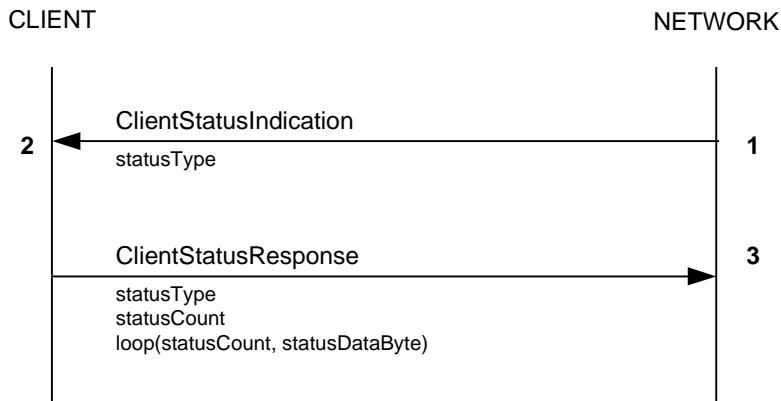 CLIENT
NETWORK
ClientStatusIndication
2
1
statusType
ClientStatusResponse
3
statusType
statusCount
loop(statusCount, statusDataByte)